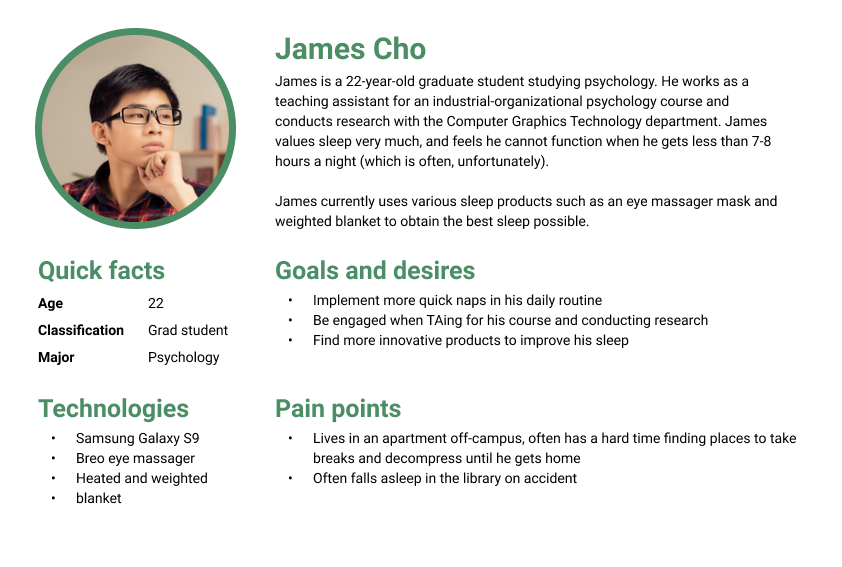 James Cho
James is a 22-year-old graduate student studying psychology. He works as a
teaching assistant for an industrial-organizational psychology course and
conducts research with the Computer Graphics Technology department. James
values sleep very much, and feels he cannot function when he gets less than 7-8
hours a night (which is often, unfortunately).
James currently uses various sleep products such as an eye massager mask and
weighted blanket to obtain the best sleep possible.
Quick facts
Age 22
Classification Grad student
Major Psychology
Goals and desires
• Implement more quick naps in his daily routine
• Be engaged when TAing for his course and conducting research
• Find more innovative products to improve his sleep
Technologies
• Samsung Galaxy S9
• Breo eye massager
• Heated and weighted
• blanket
Pain points
• Lives in an apartment off-campus, often has a hard time finding places to take
breaks and decompress until he gets home
• Often falls asleep in the library on accident